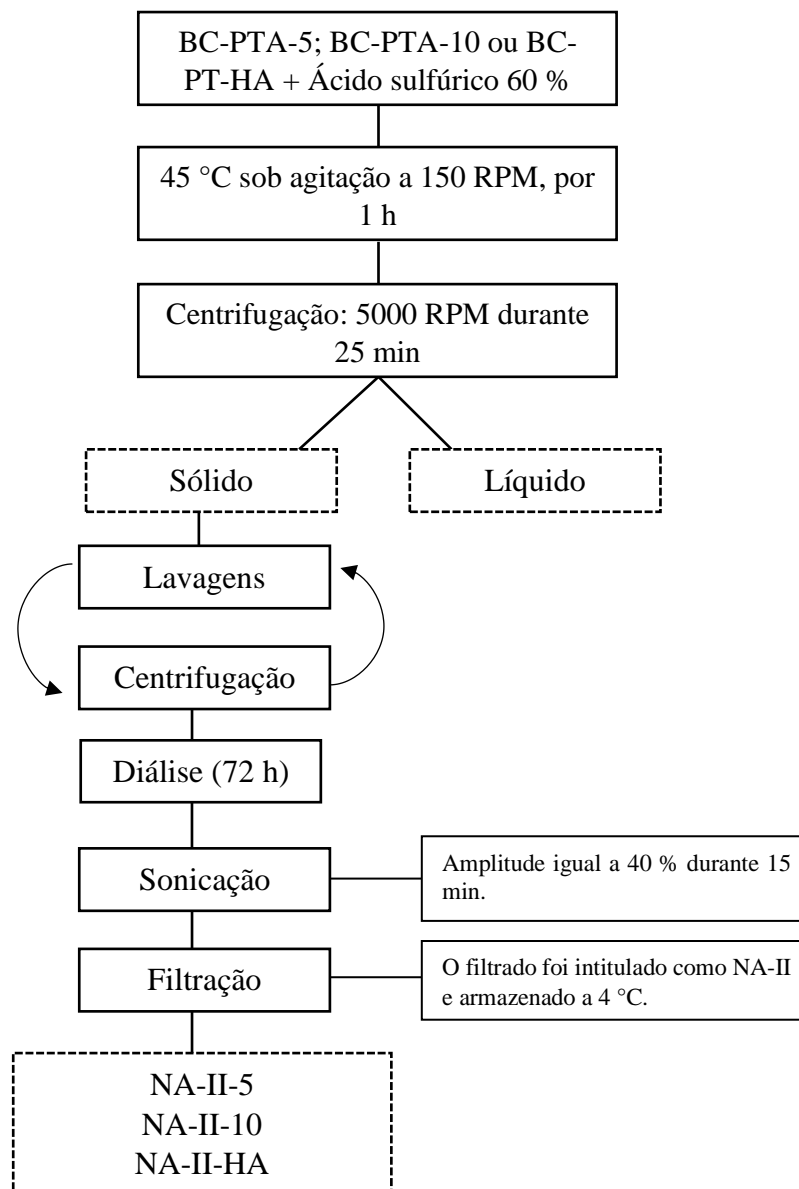 BC-PTA-5; BC-PTA-10 ou BC-
PT-HA + Ácido sulfúrico 60 %
45 °C sob agitação a 150 RPM, por
1 h
Centrifugação: 5000 RPM durante
25 min
Sólido
Líquido
Lavagens
Centrifugação
Diálise (72 h)
Sonicação
Amplitude igual a 40 % durante 15
min.
Filtração
O filtrado foi intitulado como NA-II
e armazenado a 4 °C.
NA-II-5
NA-II-10
NA-II-HA